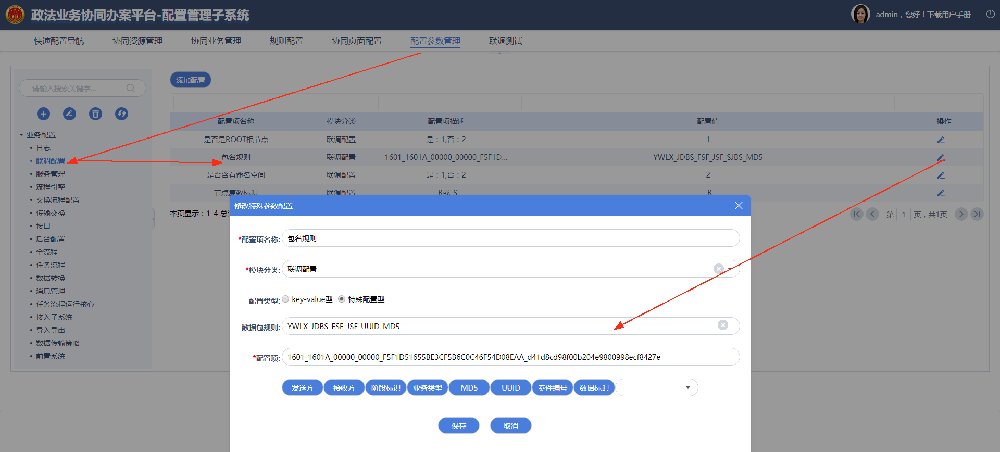 政法业务协同办案平台-配置管理子系统
admin，您好！下载用户手册
快速配置导航 协同资源管理 协同业务管理 规则配置 协同页面配置 配置参数管理 联调测试
请输入搜索关键字...
添加配置
配置项名称 模块分类 配置项描述 配置值 操作
是否是ROOT根节点 联调配置 是：1,否：2 1
包名规则 联调配置 1601_1601A_00000_00000_F5F1D... YWLX_JDBS_FSF_JSF_SJBS_MD5
是否含有命名空间 联调配置 是：1,否：2 2
节点复数标识 联调配置 -R或-S -R
本页显示：1-4 总
第 1 页，共1页
业务配置
日志
联调配置
服务管理
流程引擎
交换流程配置
传输交换
接口
后台配置
全流程
任务流程
数据转换
消息管理
任务流程运行核心
接入子系统
导入导出
数据传输策略
前置系统
修改特殊参数配置
*配置项名称: 包名规则
*模块分类: 联调配置
配置类型: key-value型 特殊配置型
数据包规则: YWLX_JDBS_FSF_JSF_UUID_MD5
*配置项: 1601_1601A_00000_00000_F5F1D51655BE3CF5B6C0C46F54D08EAA_d41d8cd98f00b204e9800998ecf8427e
发送方 接收方 阶段标识 业务类型 MD5 UUID 案件编号 数据标识
保存 取消